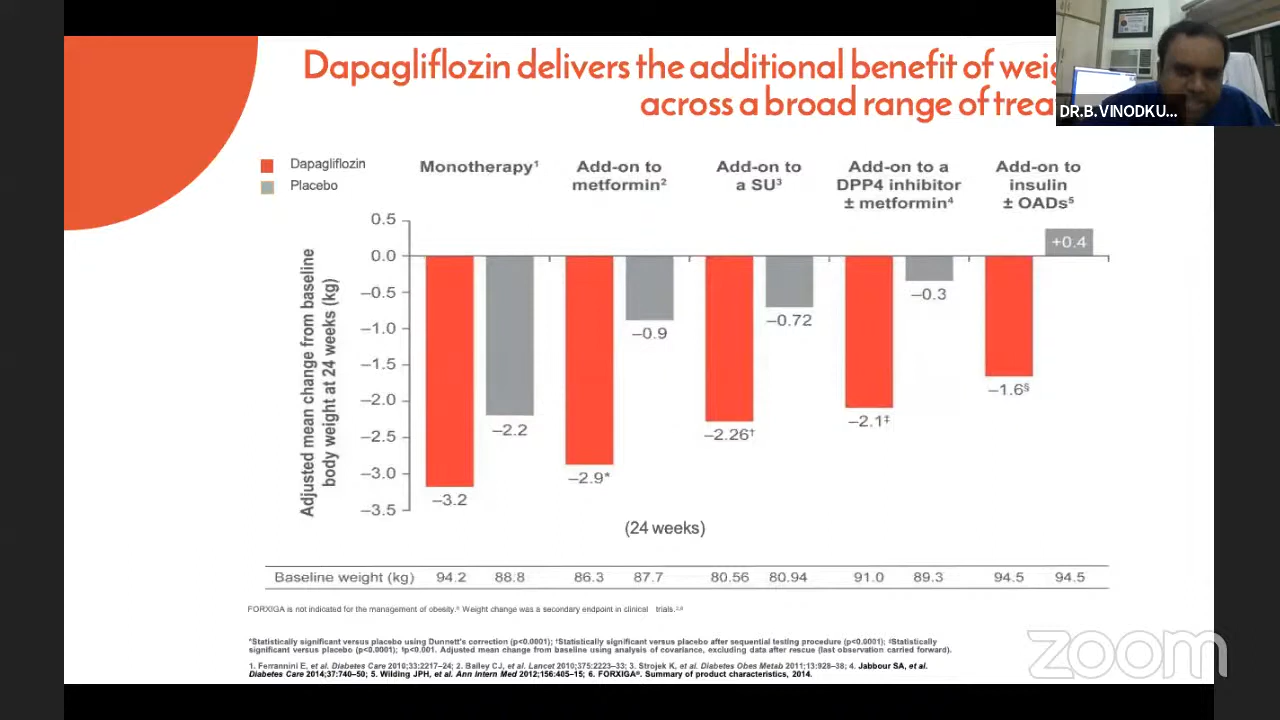 Dapagliflozin delivers the additional benefit of
across a broad range of
DR.B.VINODKU...
Dapagliflozin
Placebo
Monotherapy¹
Add-on to
metformin²
Add-on to
a SU³
Add-on to a
DPP4 inhibitor
± metformin⁴
Add-on to
insulin
± OADs⁵
Adjusted mean change from baseline
body weight at 24 weeks (kg)
0.5
0.0
–0.5
–1.0
–1.5
–2.0
–2.5
–3.0
–3.5
–3.2
–2.2
–2.9*
–0.9
–2.26†
–0.72
–2.1‡
–0.3
–1.6§
+0.4
(24 weeks)
Baseline weight (kg) 94.2 88.8 86.3 87.7 80.56 80.94 91.0 89.3 94.5 94.5
FORXIGA is not indicated for the management of obesity.⁶ Weight change was a secondary endpoint in clinical trials.²,⁶
*Statistically significant versus placebo using Dunnett's correction (p<0.0001); †Statistically significant versus placebo after sequential testing procedure (p<0.0001); ‡Statistically
significant versus placebo (p<0.0001); †p<0.001. Adjusted mean change from baseline using analysis of covariance, excluding data after rescue (last observation carried forward).
1. Ferrannini E, et al. Diabetes Care 2010;33:2217–24; 2. Bailey CJ, et al. Lancet 2010;375:2223–33; 3. Strojek K, et al. Diabetes Obes Metab 2011;13:928–38; 4. Jabbour SA, et al.
Diabetes Care 2014;37:740–50; 5. Wilding JPH, et al. Ann Intern Med 2012;156:405–15; 6. FORXIGA®. Summary of product characteristics, 2014.
zoom